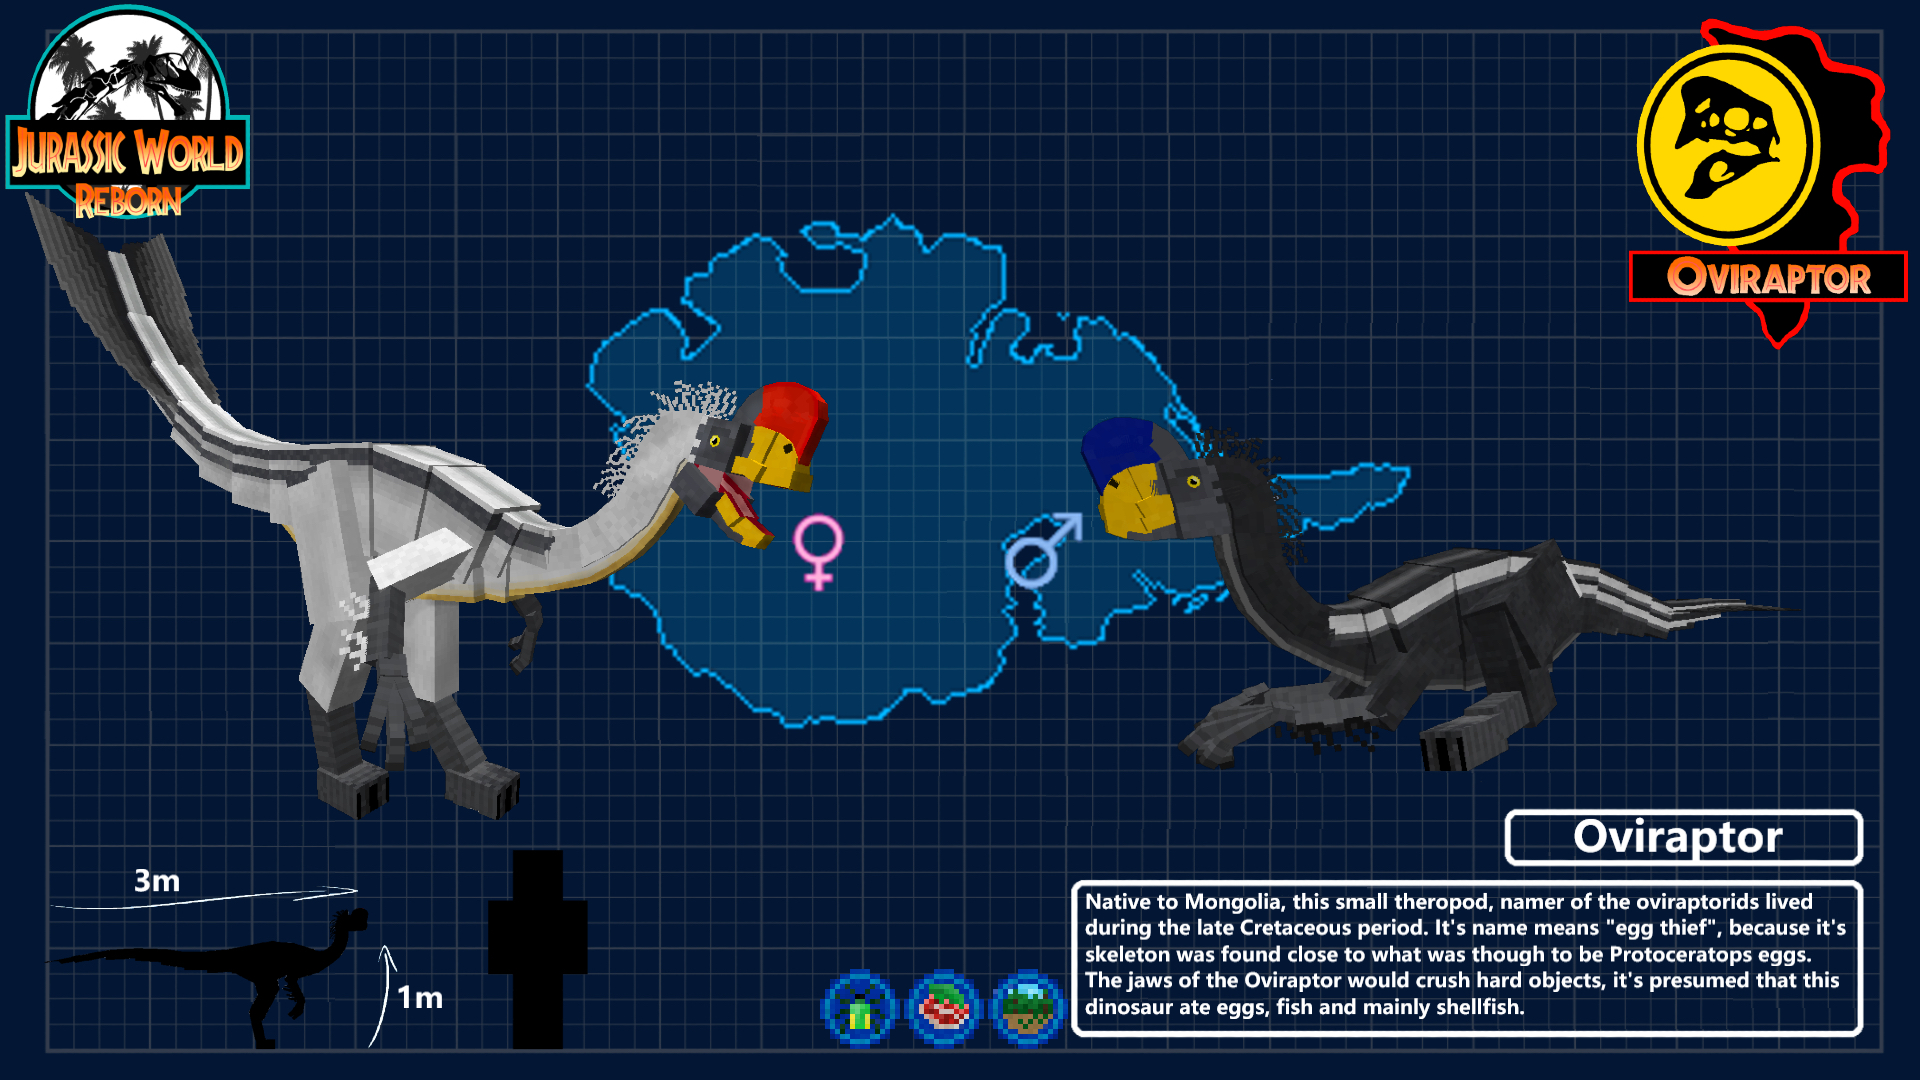 JURASSIC WORLD
REBORN
OVIRAPTOR
3m
1m
Oviraptor
Native to Mongolia, this small theropod, namer of the oviraptorids lived
during the late Cretaceous period. It's name means "egg thief", because it's
skeleton was found close to what was though to be Protoceratops eggs.
The jaws of the Oviraptor would crush hard objects, it's presumed that this
dinosaur ate eggs, fish and mainly shellfish.